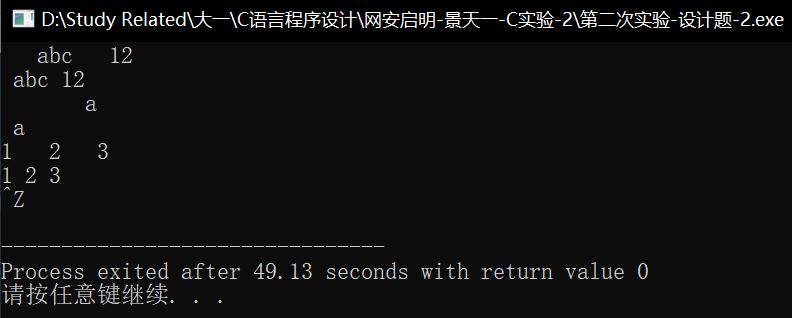 D:\Study Related\大一\C语言程序设计\网安启明-景天一-C实验-2\第二次实验-设计题-2.exe
   abc   12
 abc 12
       a
 a
1   2   3
1 2 3
^Z
--------------------------------
Process exited after 49.13 seconds with return value 0
请按任意键继续. . .